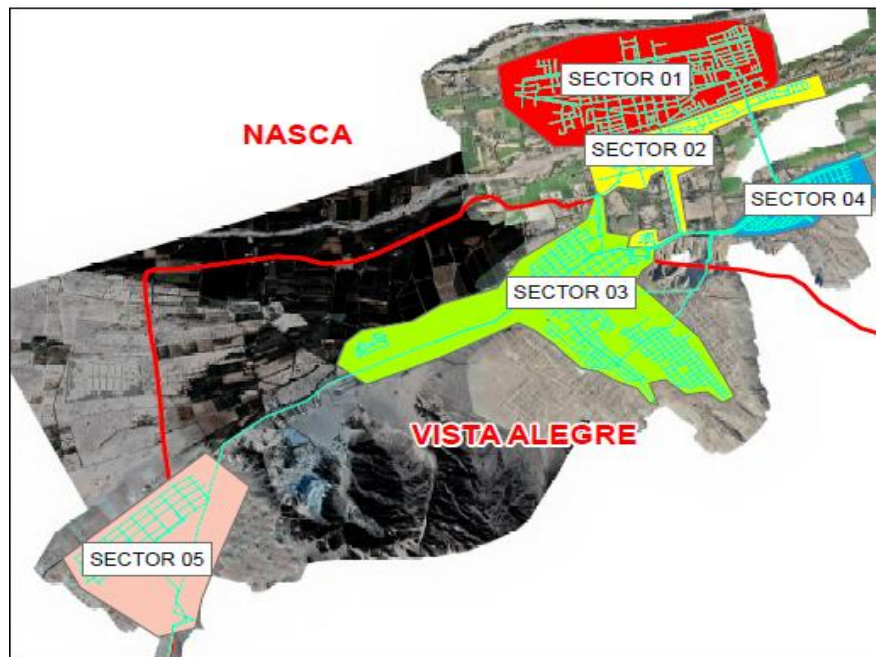 SECTOR 01
NASCA
SECTOR 02
SECTOR 04
SECTOR 03
VISTA ALEGRE
SECTOR 05